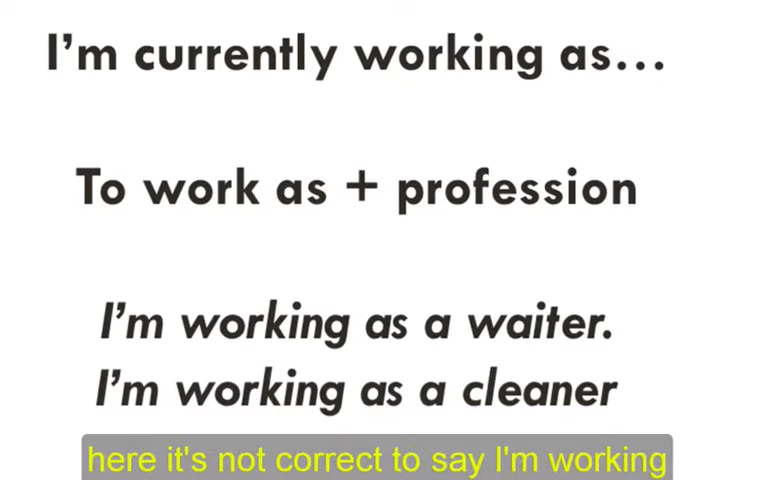 I'm currently working as...
To work as + profession
I'm working as a waiter.
I'm working as a cleaner
here it's not correct to say I'm working